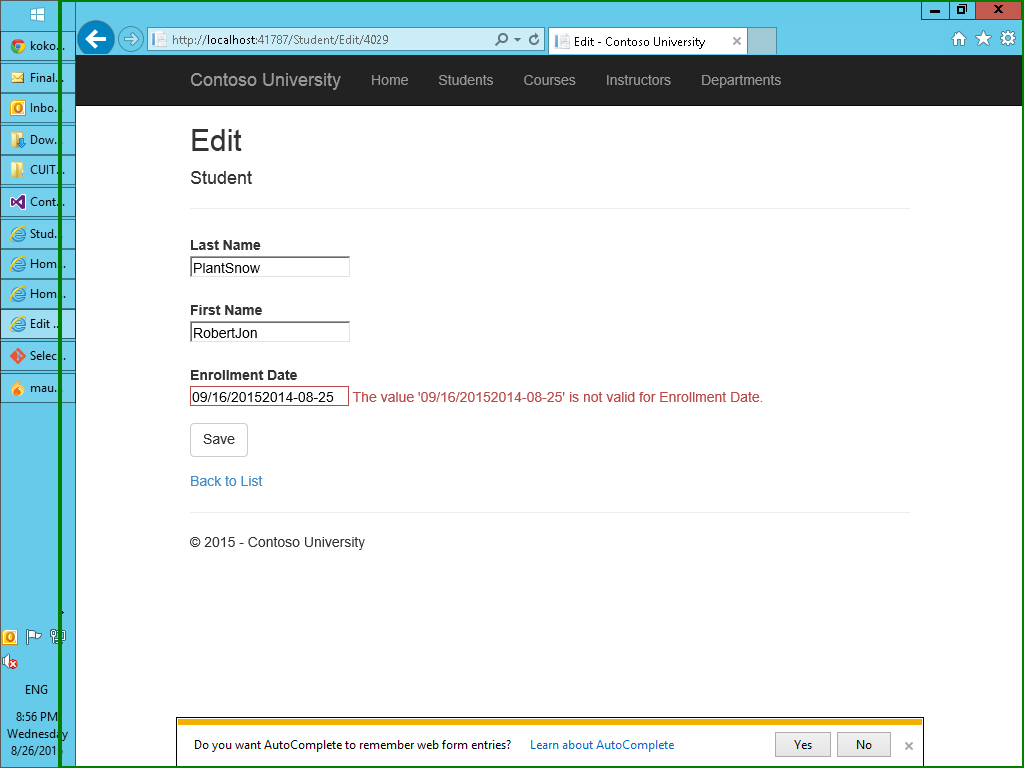 koko...
Final...
Inbo...
Dow...
CUIT...
Cont...
Stud...
Hom...
Hom...
Edit ...
Selec...
mau...
ENG
8:56 PM
Wednesday
http://localhost:41787/Student/Edit/4029
Edit - Contoso University
Contoso University Home Students Courses Instructors Departments
Edit
Student
Last Name
PlantSnow
First Name
RobertJon
Enrollment Date
09/16/20152014-08-25 The value '09/16/20152014-08-25' is not valid for Enrollment Date.
Save
Back to List
© 2015 - Contoso University
Do you want AutoComplete to remember web form entries? Learn about AutoComplete Yes No